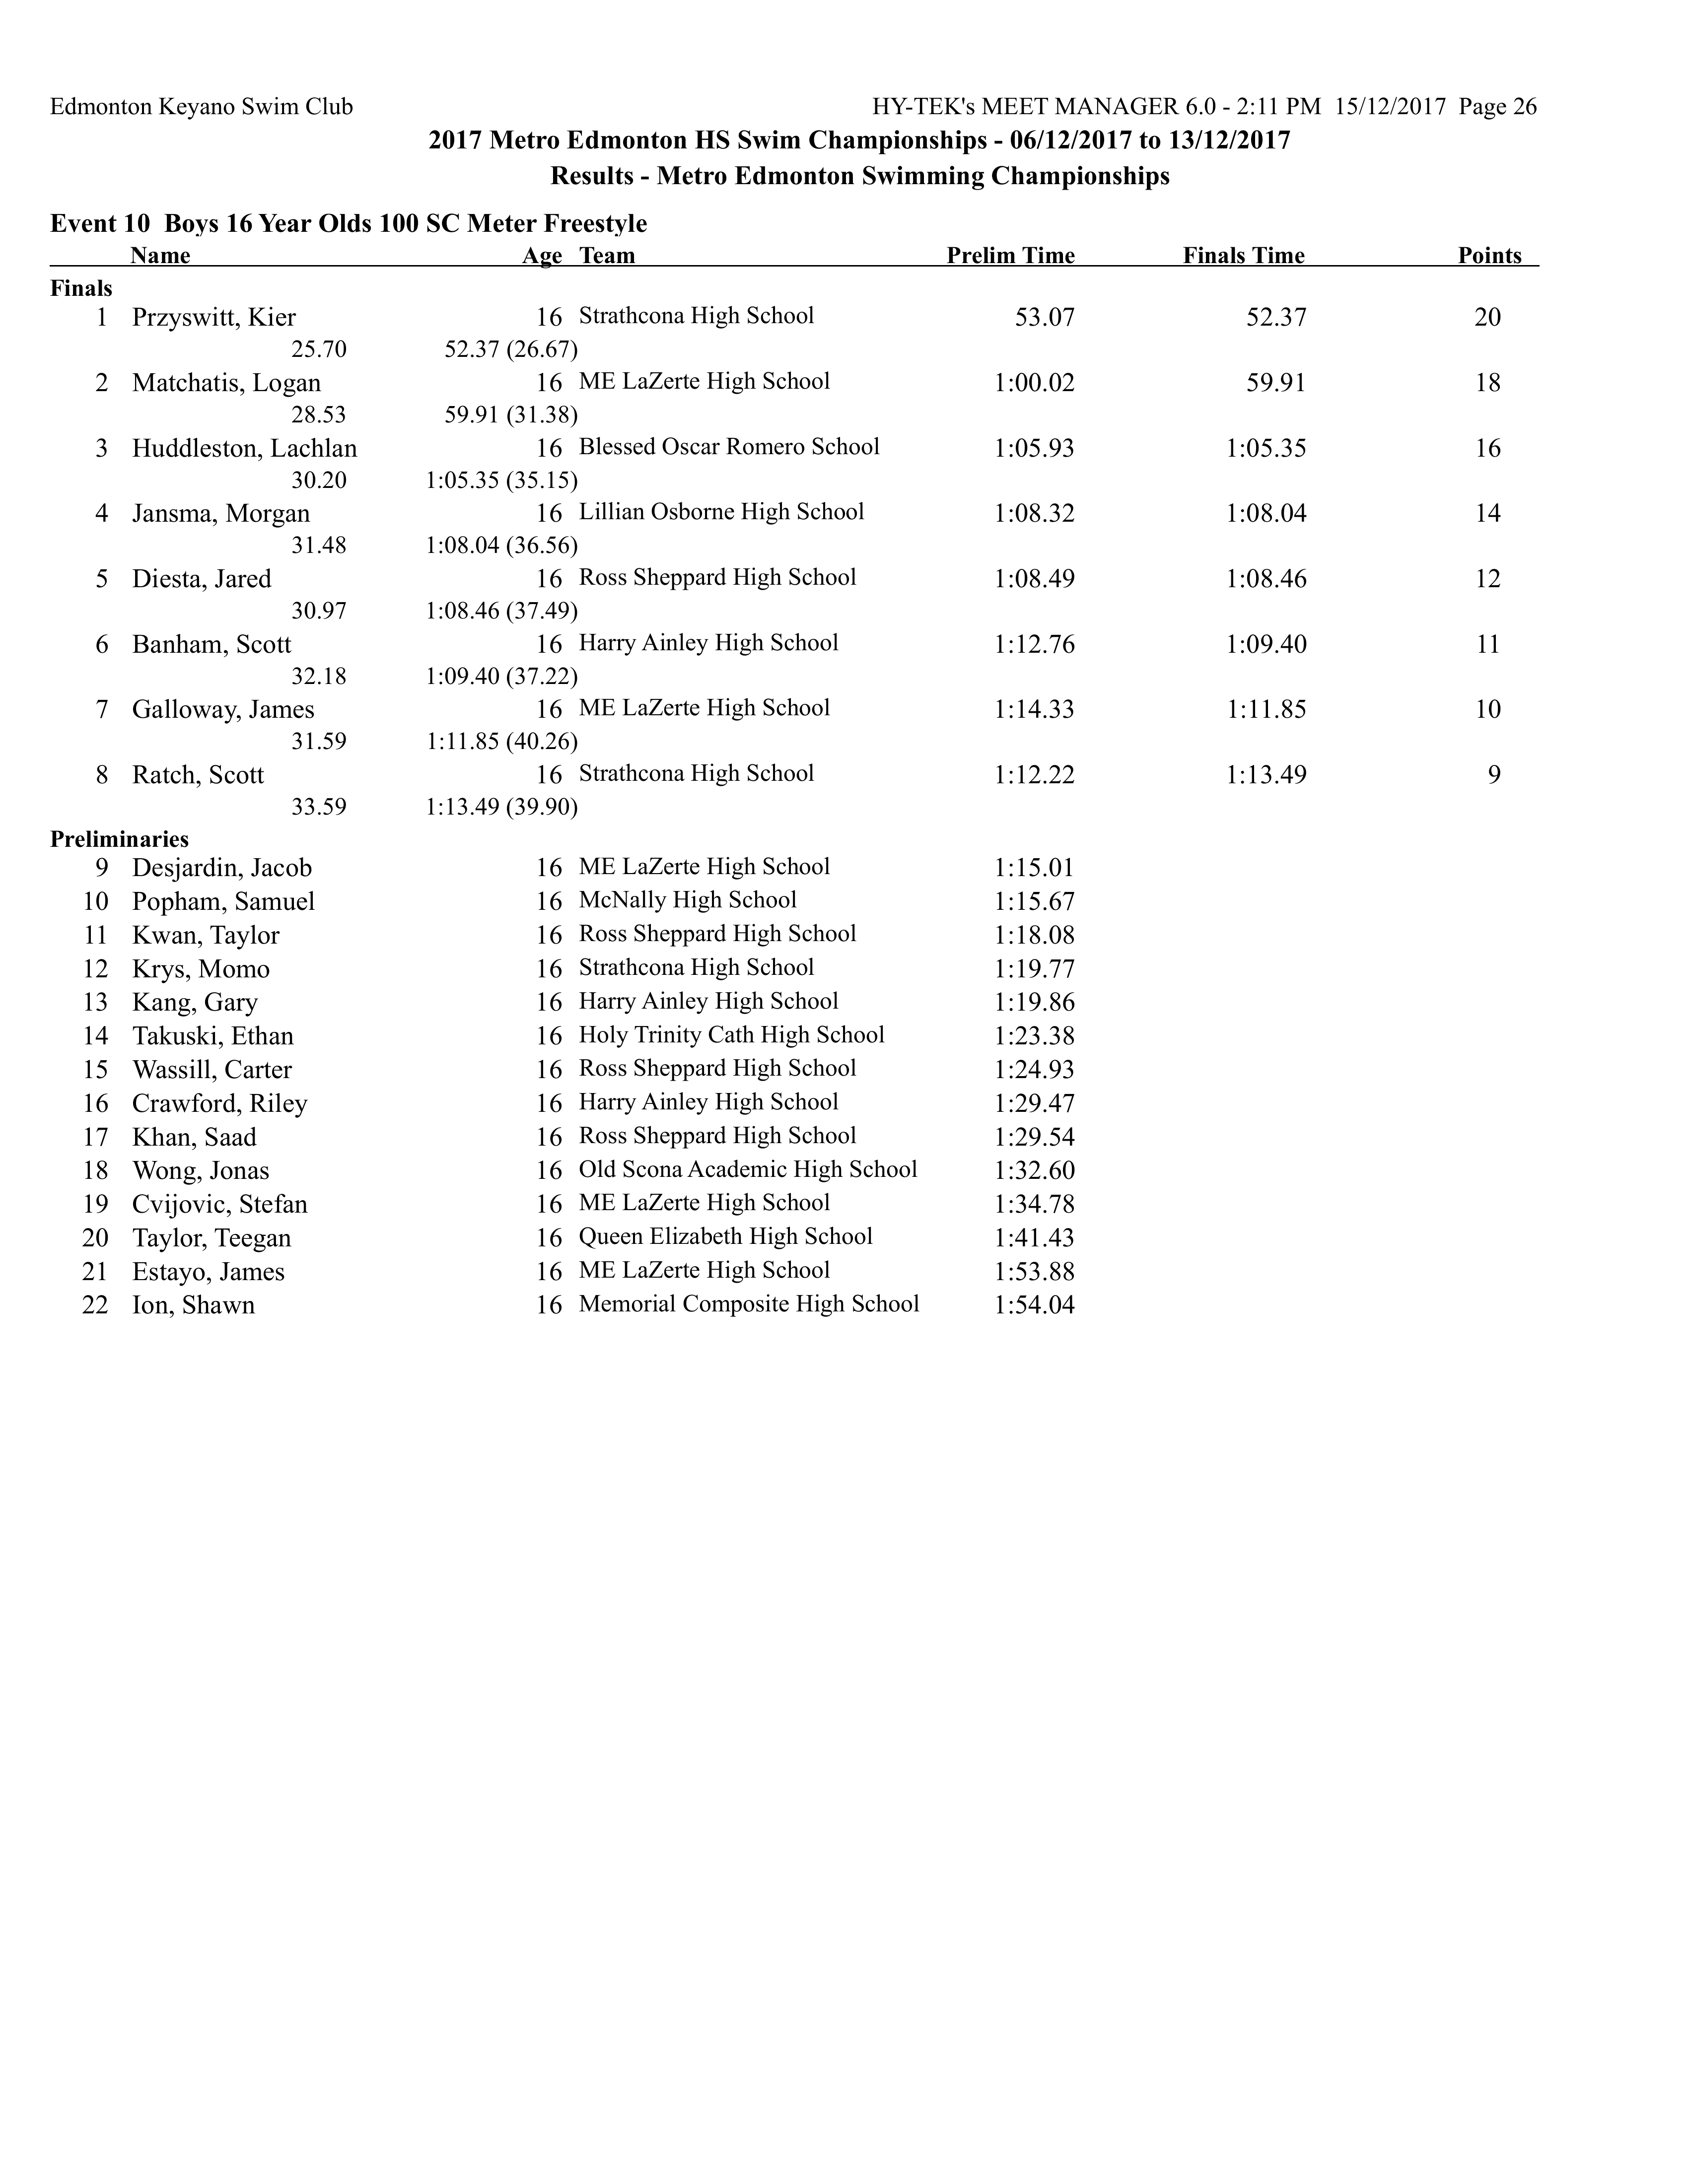 Edmonton Keyano Swim Club HY-TEK's MEET MANAGER 6.0 - 2:11 PM 15/12/2017 Page 26
2017 Metro Edmonton HS Swim Championships - 06/12/2017 to 13/12/2017
Results - Metro Edmonton Swimming Championships
Event 10 Boys 16 Year Olds 100 SC Meter Freestyle
Name Age Team Prelim Time Finals Time Points
Finals
1 Przyswitt, Kier 16 Strathcona High School 53.07 52.37 20
25.70 52.37 (26.67)
2 Matchatis, Logan 16 ME LaZerte High School 1:00.02 59.91 18
28.53 59.91 (31.38)
3 Huddleston, Lachlan 16 Blessed Oscar Romero School 1:05.93 1:05.35 16
30.20 1:05.35 (35.15)
4 Jansma, Morgan 16 Lillian Osborne High School 1:08.32 1:08.04 14
31.48 1:08.04 (36.56)
5 Diesta, Jared 16 Ross Sheppard High School 1:08.49 1:08.46 12
30.97 1:08.46 (37.49)
6 Banham, Scott 16 Harry Ainley High School 1:12.76 1:09.40 11
32.18 1:09.40 (37.22)
7 Galloway, James 16 ME LaZerte High School 1:14.33 1:11.85 10
31.59 1:11.85 (40.26)
8 Ratch, Scott 16 Strathcona High School 1:12.22 1:13.49 9
33.59 1:13.49 (39.90)
Preliminaries
9 Desjardin, Jacob 16 ME LaZerte High School 1:15.01
10 Popham, Samuel 16 McNally High School 1:15.67
11 Kwan, Taylor 16 Ross Sheppard High School 1:18.08
12 Krys, Momo 16 Strathcona High School 1:19.77
13 Kang, Gary 16 Harry Ainley High School 1:19.86
14 Takuski, Ethan 16 Holy Trinity Cath High School 1:23.38
15 Wassill, Carter 16 Ross Sheppard High School 1:24.93
16 Crawford, Riley 16 Harry Ainley High School 1:29.47
17 Khan, Saad 16 Ross Sheppard High School 1:29.54
18 Wong, Jonas 16 Old Scona Academic High School 1:32.60
19 Cvijovic, Stefan 16 ME LaZerte High School 1:34.78
20 Taylor, Teegan 16 Queen Elizabeth High School 1:41.43
21 Estayo, James 16 ME LaZerte High School 1:53.88
22 Ion, Shawn 16 Memorial Composite High School 1:54.04